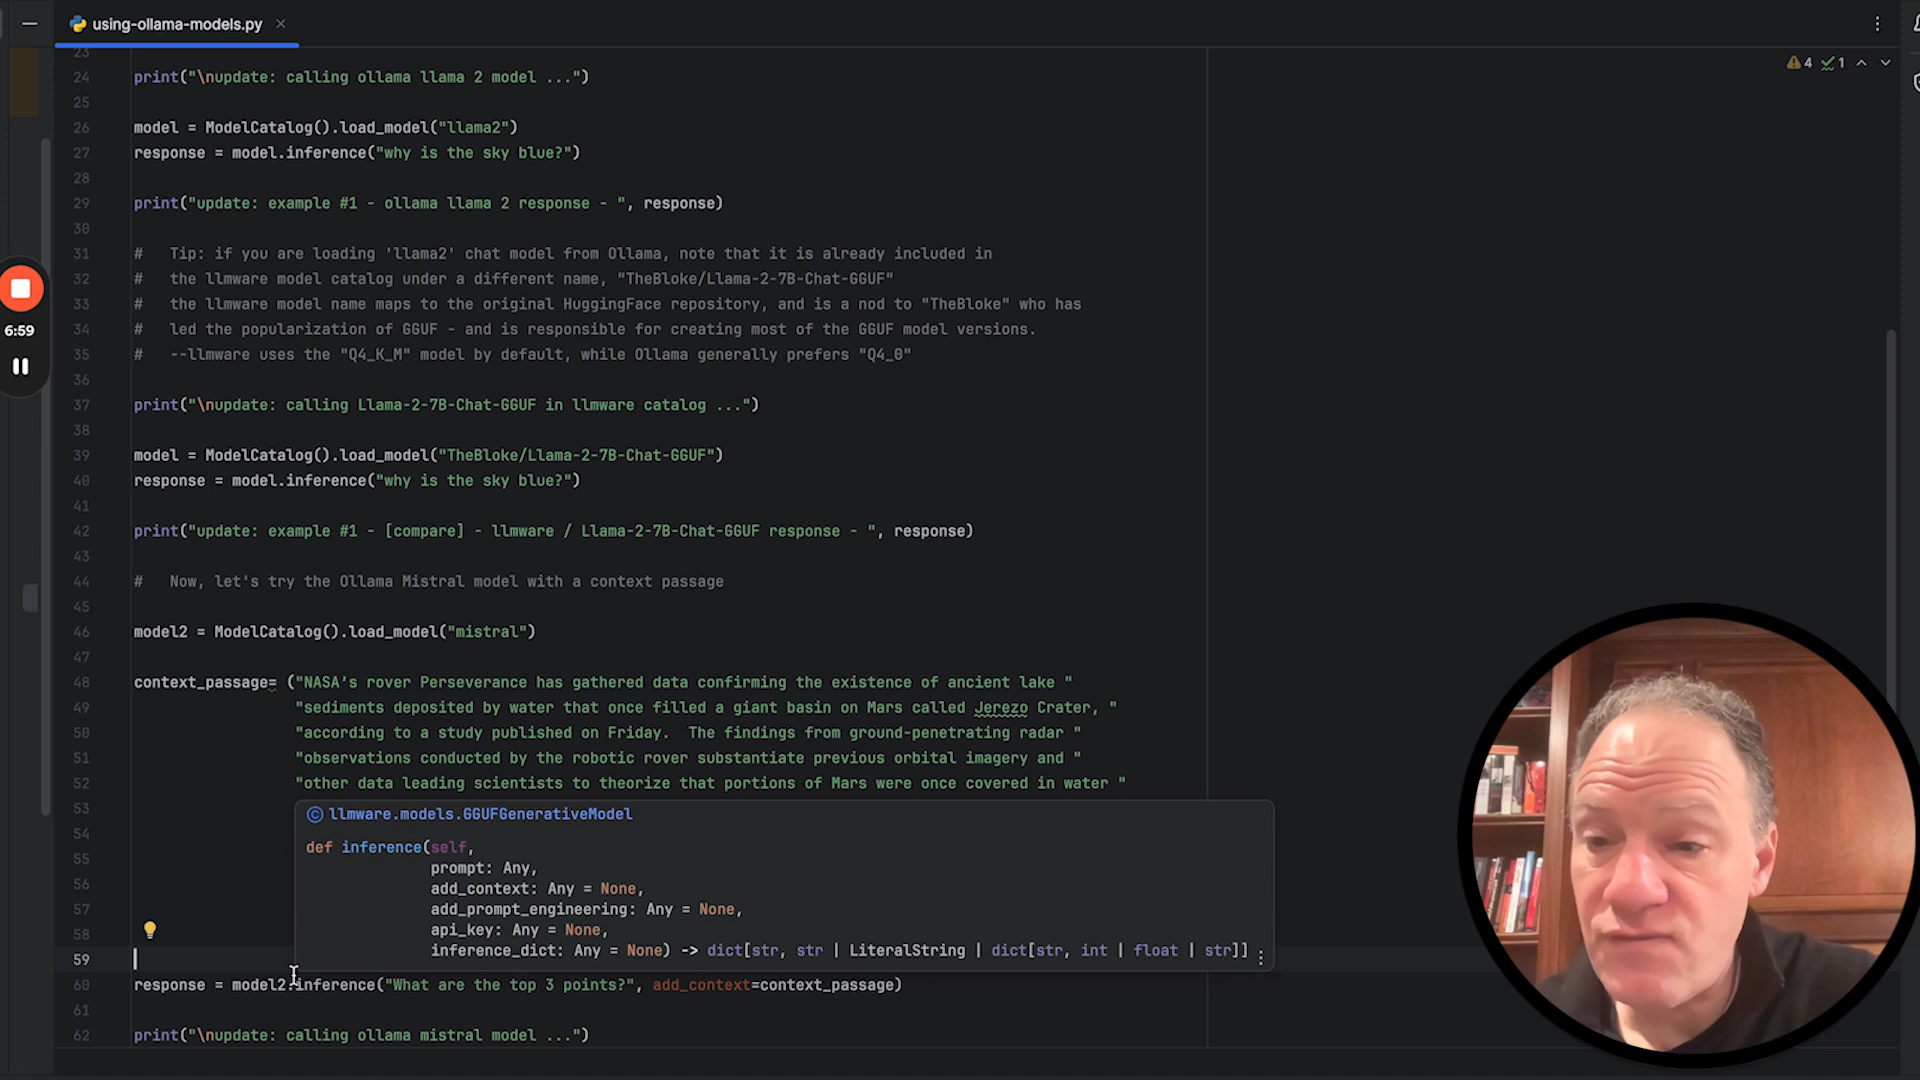 using-ollama-models.py
4 1
23
24 print("\nupdate: calling ollama llama 2 model ...")
25
26 model = ModelCatalog().load_model("llama2")
27 response = model.inference("why is the sky blue?")
28
29 print("update: example #1 - ollama llama 2 response - ", response)
30
31 #   Tip: if you are loading 'llama2' chat model from Ollama, note that it is already included in
32 #   the llmware model catalog under a different name, "TheBloke/Llama-2-7B-Chat-GGUF"
33 #   the llmware model name maps to the original HuggingFace repository, and is a nod to "TheBloke" who has
34 #   led the popularization of GGUF - and is responsible for creating most of the GGUF model versions.
35 #   --llmware uses the "Q4_K_M" model by default, while Ollama generally prefers "Q4_0"
36
37 print("\nupdate: calling Llama-2-7B-Chat-GGUF in llmware catalog ...")
38
39 model = ModelCatalog().load_model("TheBloke/Llama-2-7B-Chat-GGUF")
40 response = model.inference("why is the sky blue?")
41
42 print("update: example #1 - [compare] - llmware / Llama-2-7B-Chat-GGUF response - ", response)
43
44 #   Now, let's try the Ollama Mistral model with a context passage
45
46 model2 = ModelCatalog().load_model("mistral")
47
48 context_passage= ("NASA's rover Perseverance has gathered data confirming the existence of ancient lake "
49 "sediments deposited by water that once filled a giant basin on Mars called Jerezo Crater, "
50 "according to a study published on Friday.  The findings from ground-penetrating radar "
51 "observations conducted by the robotic rover substantiate previous orbital imagery and "
52 "other data leading scientists to theorize that portions of Mars were once covered in water "
53
54
55
56
57
58
59
llmware.models.GGUFGenerativeModel
def inference(self,
prompt: Any,
add_context: Any = None,
add_prompt_engineering: Any = None,
api_key: Any = None,
inference_dict: Any = None) -> dict[str, str | LiteralString | dict[str, int | float | str]]
60 response = model2.inference("What are the top 3 points?", add_context=context_passage)
61
62 print("\nupdate: calling ollama mistral model ...")
6:59